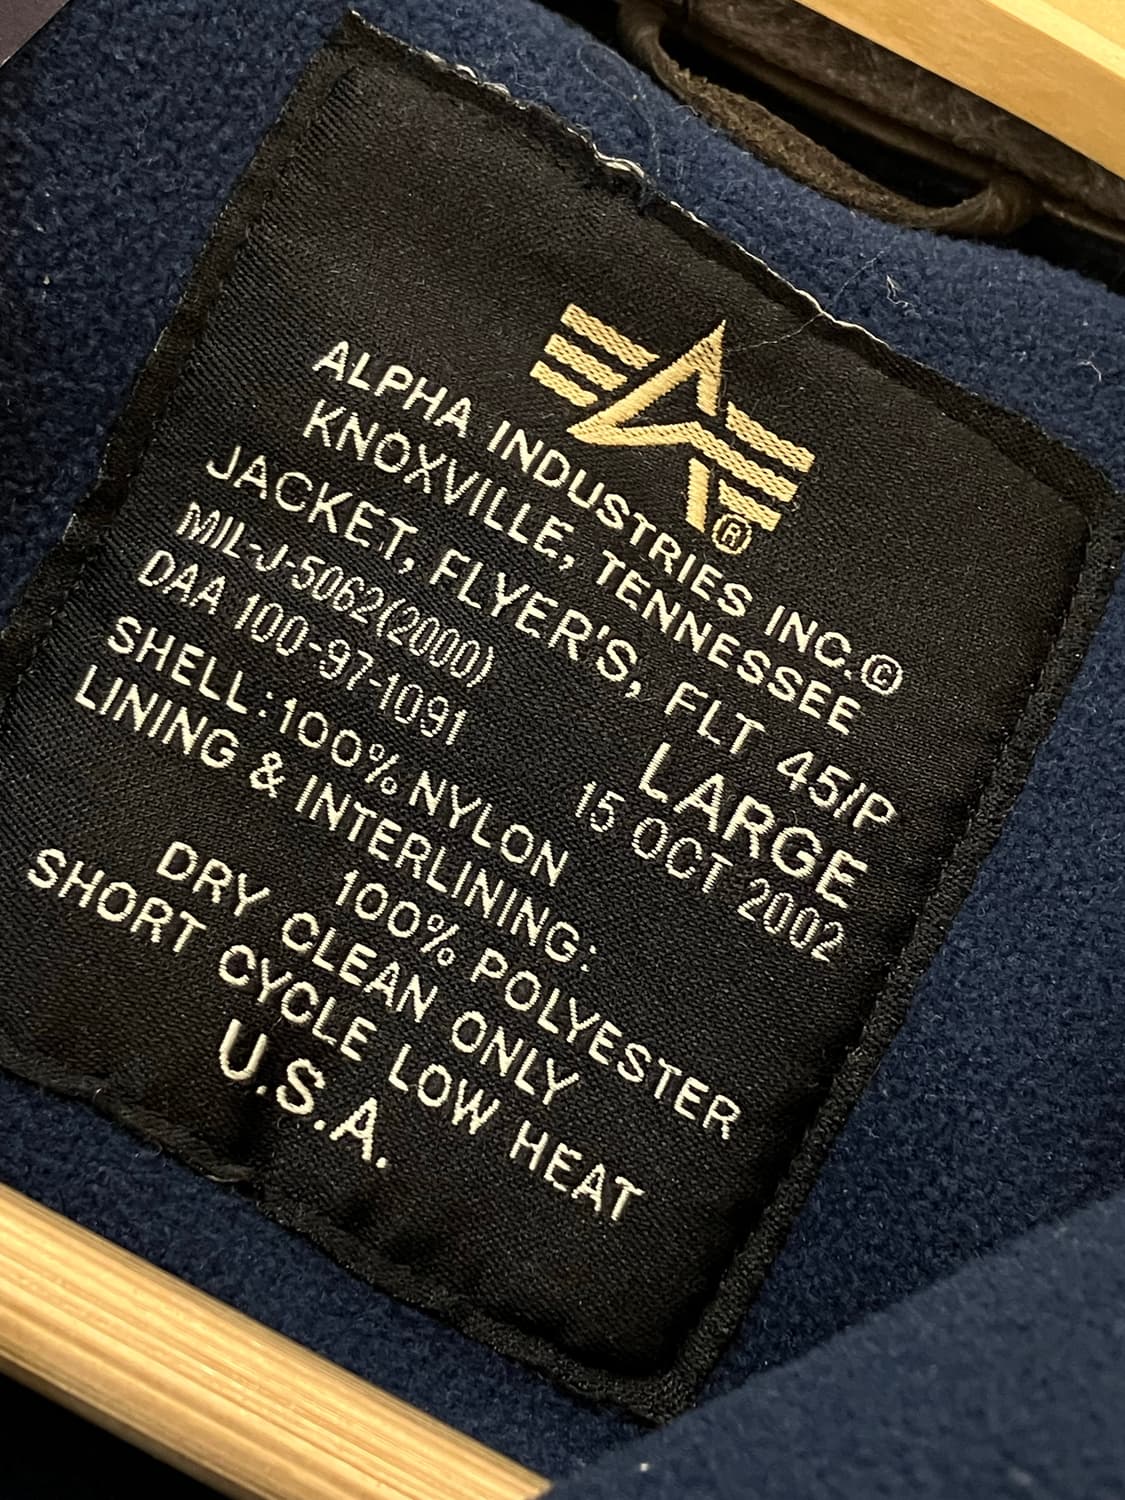 ®
ALPHA INDUSTRIES INC.©
KNOXVILLE, TENNESSEE
JACKET, FLYER'S, FLT 45/P
MIL-J-5062(2000) LARGE
DAA 100-97-1091 15 OCT 2002
SHELL: 100% NYLON
LINING & INTERLINING:
100% POLYESTER
DRY CLEAN ONLY
SHORT CYCLE LOW HEAT
U.S.A.